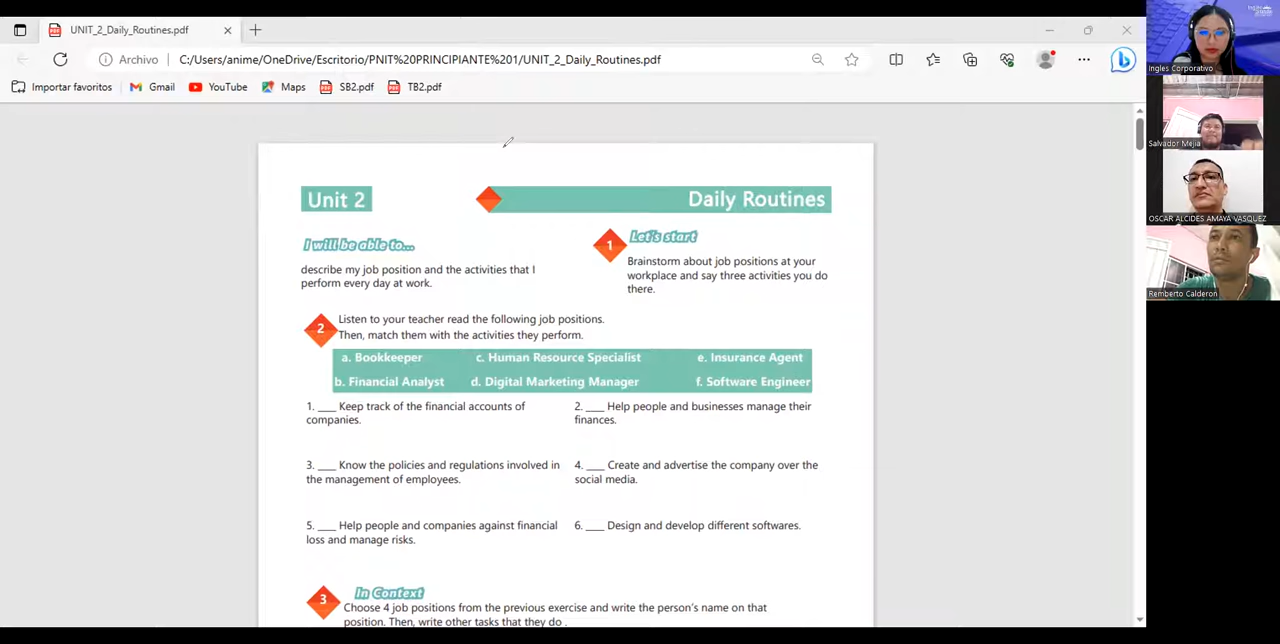 UNIT_2_Daily_Routines.pdf
Archivo
C:/Users/anime/OneDrive/Escritorio/PNIT%20PRINCIPIANTE%201/UNIT_2_Daily_Routines.pdf
Importar favoritos
Gmail
YouTube
Maps
SB2.pdf
TB2.pdf
Unit 2
Daily Routines
I will be able to...
describe my job position and the activities that I
perform every day at work.
1
Let's start
Brainstorm about job positions at your
workplace and say three activities you do
there.
2
Listen to your teacher read the following job positions.
Then, match them with the activities they perform.
a. Bookkeeper c. Human Resource Specialist e. Insurance Agent
b. Financial Analyst d. Digital Marketing Manager f. Software Engineer
1. ___ Keep track of the financial accounts of
companies.
2. ___ Help people and businesses manage their
finances.
3. ___ Know the policies and regulations involved in
the management of employees.
4. ___ Create and advertise the company over the
social media.
5. ___ Help people and companies against financial
loss and manage risks.
6. ___ Design and develop different softwares.
3
In Context
Choose 4 job positions from the previous exercise and write the person's name on that
position. Then, write other tasks that they do .
Ingles Corporativo
Salvador Mejia
OSCAR ALCIDES AMAYA VASQUEZ
Remberto Calderon